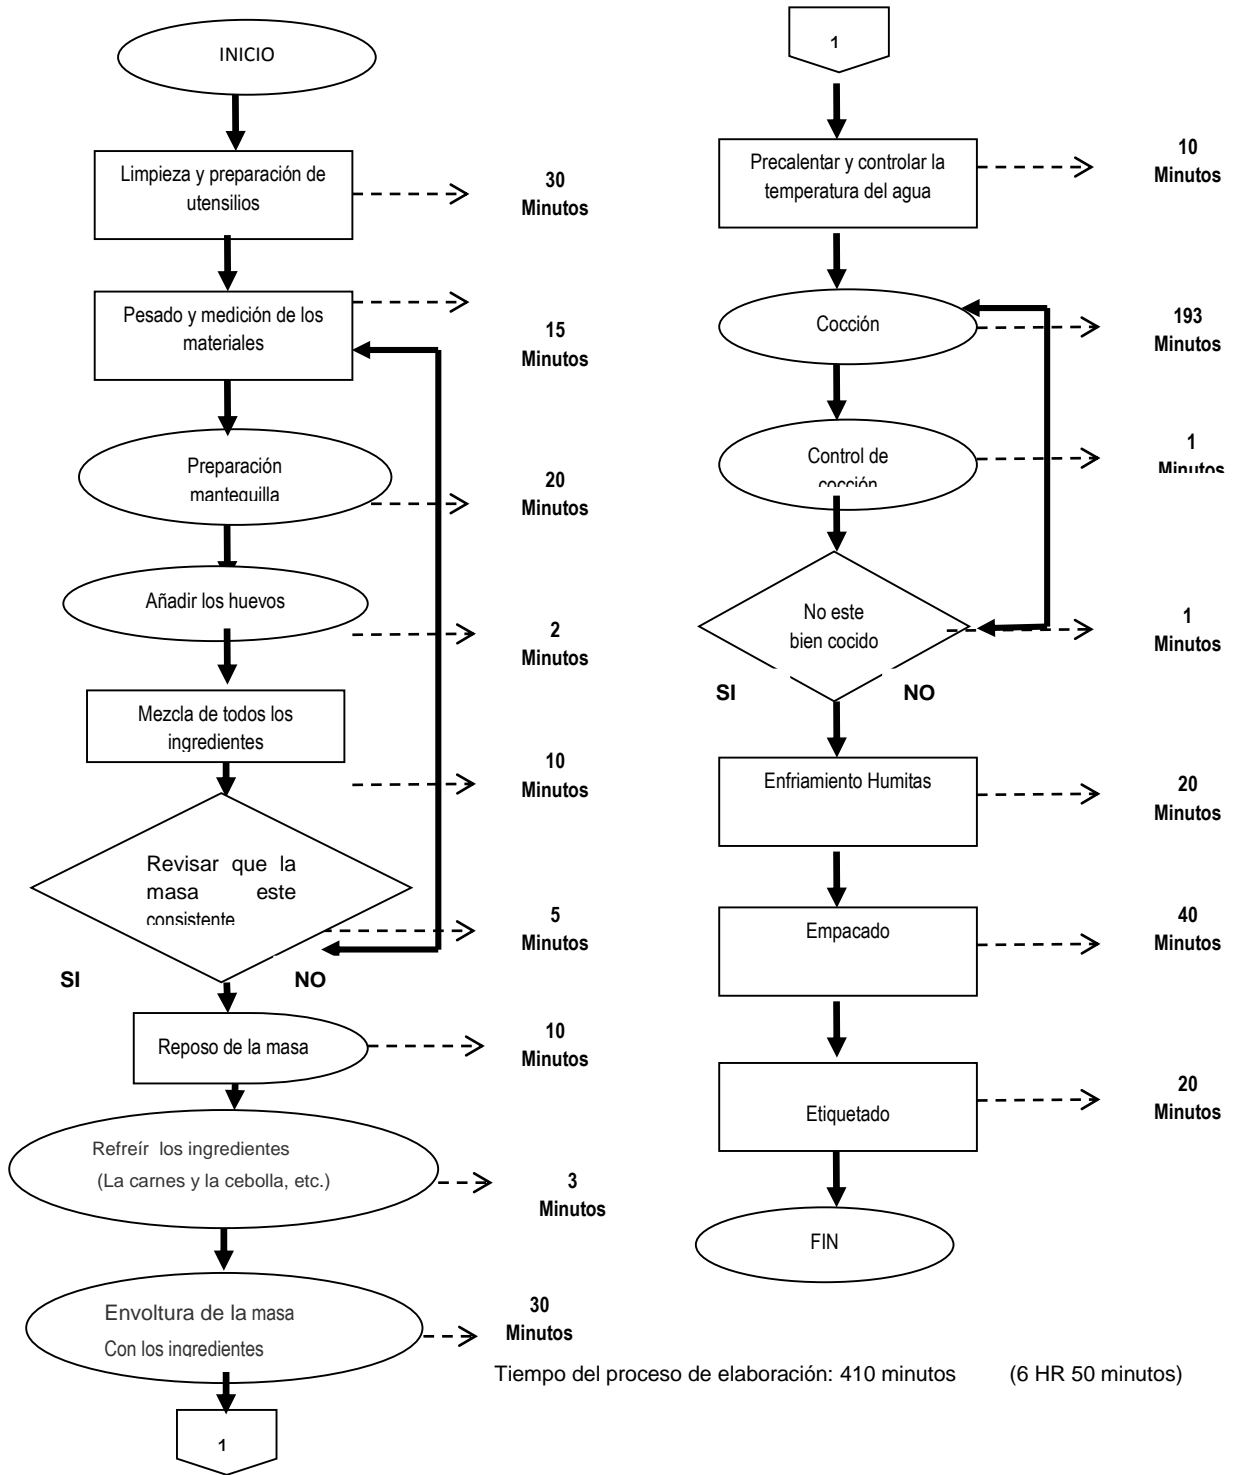 INICIO
Limpieza y preparación de
utensilios
30
Minutos
Pesado y medición de los
materiales
15
Minutos
Preparación
mantequilla
20
Minutos
Añadir los huevos
2
Minutos
Mezcla de todos los
ingredientes
10
Minutos
Revisar que la
masa este
consistente
5
Minutos
SI
NO
Reposo de la masa
10
Minutos
Refreír los ingredientes
(La carnes y la cebolla, etc.)
3
Minutos
Envoltura de la masa
Con los ingredientes
30
Minutos
1
1
Precalentar y controlar la
temperatura del agua
10
Minutos
Cocción
193
Minutos
Control de
cocción
1
Minutos
No este
bien cocido
1
Minutos
SI
NO
Enfriamiento Humitas
20
Minutos
Empacado
40
Minutos
Etiquetado
20
Minutos
FIN
Tiempo del proceso de elaboración: 410 minutos (6 HR 50 minutos)